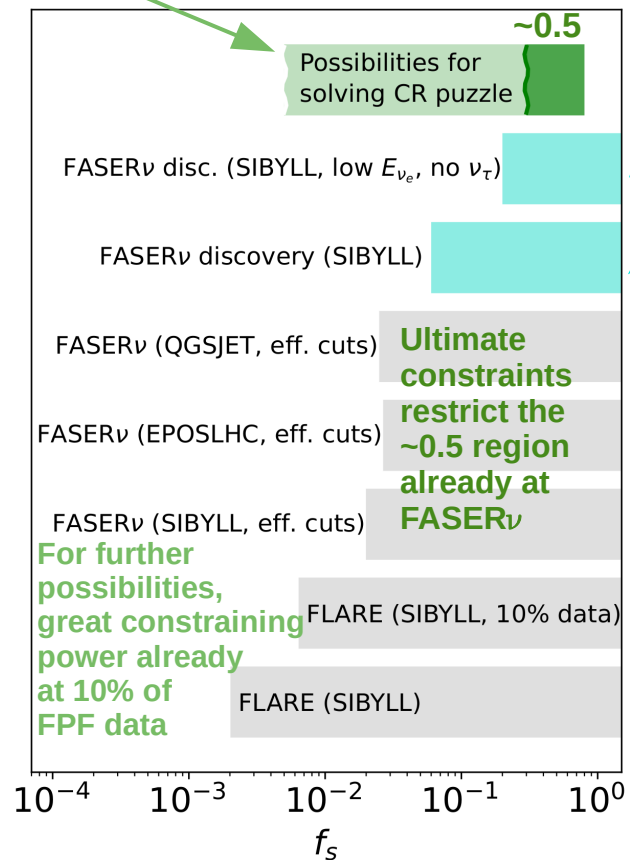 ~0.5
Possibilities for
solving CR puzzle
FASERν disc. (SIBYLL, low E_{ν_e}, no ν_τ)
FASERν discovery (SIBYLL)
FASERν (QGSJET, eff. cuts)
Ultimate
constraints
restrict the
~0.5 region
already at
FASERν
FASERν (EPOSLHC, eff. cuts)
FASERν (SIBYLL, eff. cuts)
For further
possibilities,
great constraining
power already
at 10% of
FPF data
FLARE (SIBYLL, 10% data)
FLARE (SIBYLL)
10⁻⁴ 10⁻³ 10⁻² 10⁻¹ 10⁰
f_s